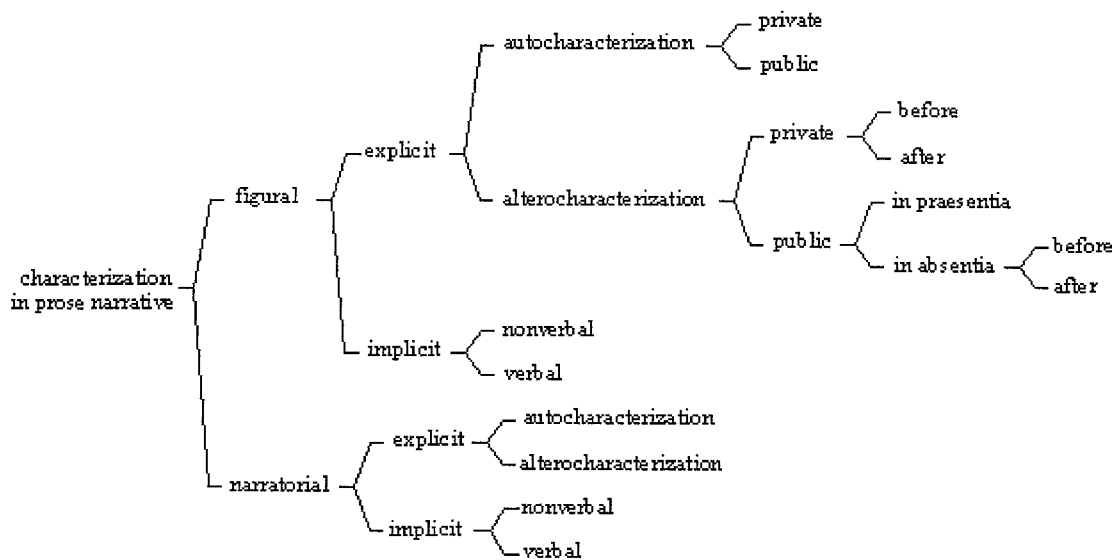 private
autocharacterization
public
before
private
explicit
after
figural
alterocharacterization
in praesentia
public
before
in absentia
characterization
in prose narrative
after
nonverbal
implicit
verbal
autocharacterization
explicit
alterocharacterization
narratorial
nonverbal
implicit
verbal